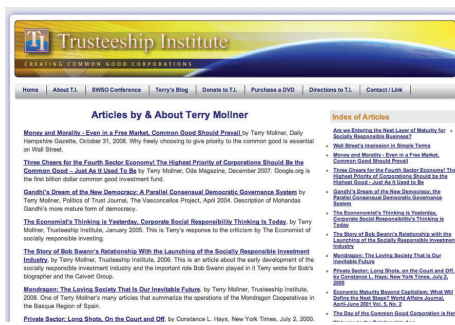 TI Trusteeship Institute
CREATING COMMON GOOD CORPORATIONS
Home | About T.I. | SWSO Conference | Terry's Blog | Donate to T.I. | Purchase a DVD | Directions to T.I. | Contact / Link
Articles by & About Terry Mollner
Money and Morality - Even in a Free Market, Common Good Should Prevail by Terry Mollner, Daily
Hampshire Gazette, October 31, 2008. Why freely choosing to give priority to the common good is essential
on Wall Street.
Three Cheers for the Fourth Sector Economy! The Highest Priority of Corporations Should Be the
Common Good – Just As It Used to Be by Terry Mollner, Ode Magazine, December 2007. Google.org is
the first billion dollar common good investment fund.
Gandhi's Dream of the New Democracy: A Parallel Consensual Democratic Governance System by
Terry Mollner, Politics of Trust Journal, The Vasconcellos Project, April 2004. Description of Mohandas
Gandhi's more mature form of democracy.
The Economist's Thinking is Yesterday, Corporate Social Responsibility Thinking Is Today. by Terry
Mollner, Trusteeship Institute, January 2005. This is Terry's response to the criticism by The Economist of
socially responsible investing.
The Story of Bob Swann's Relationship With the Launching of the Socially Responsible Investment
Industry, by Terry Mollner, Trusteeship Institute, 2006. This is an article about the early development of the
socially responsible investment industry and the important role Bob Swann played in it Terry wrote for Bob's
biographer and the Calvert Group.
Mondragon: The Loving Society That Is Our Inevitable Future. by Terry Mollner, Trusteeship Institute,
2008. One of Terry Mollner's many articles that summarize the operations of the Mondragon Cooperatives in
the Basque Region of Spain.
Private Sector: Long Shots, On the Court and Off. by Constance L. Hays, New York Times, July 2, 2000.
Index of Articles
Are we Entering the Next Layer of Maturity for
Socially Responsible Business?
Wall Street's Implosion in Simple Terms
Money and Morality - Even in a Free Market,
Common Good Should Prevail
Three Cheers for the Fourth Sector Economy! The
Highest Priority of Corporations Should Be the
Highest Good - Just As It Used to Be
Gandhi's Dream of the New Democracy: the
Parallel Consensual Democratic Governance
System
The Econonomist's Thinking is Yesterday,
Corporate Social Responsibility's Thinking Is
Today
The Story of Bob Swann's Relationship with the
Launching of the Socially Responsible Investment
Industry
Mondragon: The Loving Society That Is Our
Inevitable Future
Private Sector: Long Shots, on the Court and Off,
by Constance L. Hays; New York Times, July 2,
2000
Economic Maturity Beyond Capitalism: What Will
Define the Next Stage? World Affairs Journal,
April-June 2001 Vol. 5, No. 2
The Day of the Common Good Corporation is Here